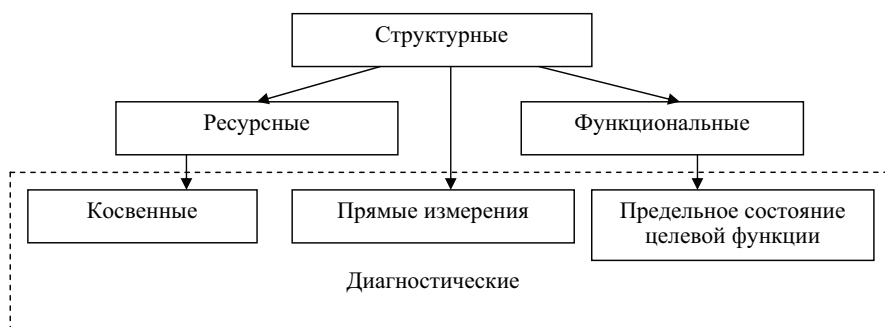 Структурные
Ресурсные
Функциональные
Косвенные
Прямые измерения
Предельное состояние
целевой функции
Диагностические